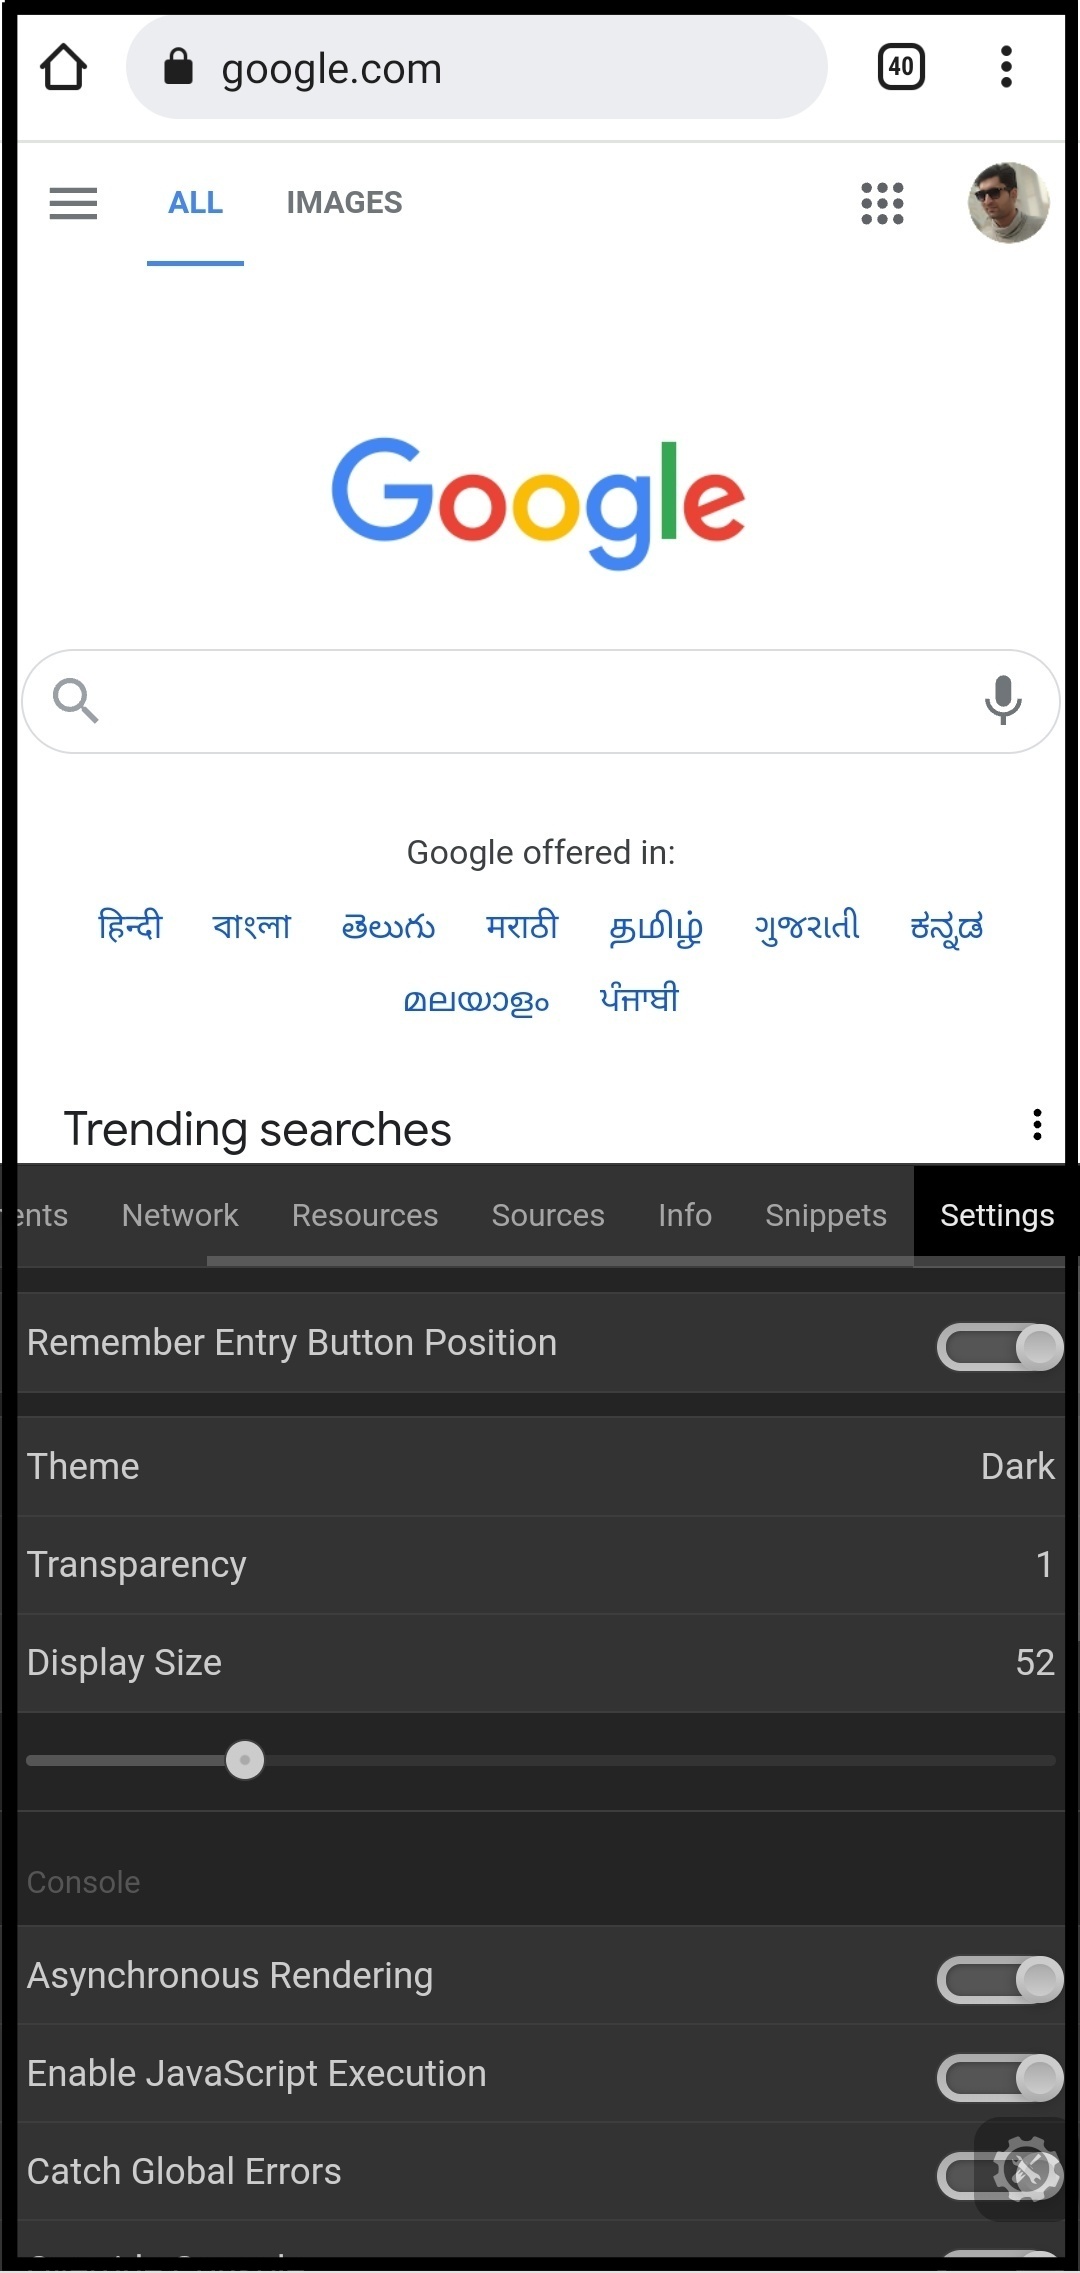 google.com 40
ALL IMAGES
Google
Google offered in:
हिन्दी বাংলা తెలుగు मराठी தமிழ் ગુજરાતી ಕನ್ನಡ
മലയാളം ਪੰਜਾਬੀ
Trending searches
Network Resources Sources Info Snippets Settings
Remember Entry Button Position
Theme Dark
Transparency 1
Display Size 52
Console
Asynchronous Rendering
Enable JavaScript Execution
Catch Global Errors